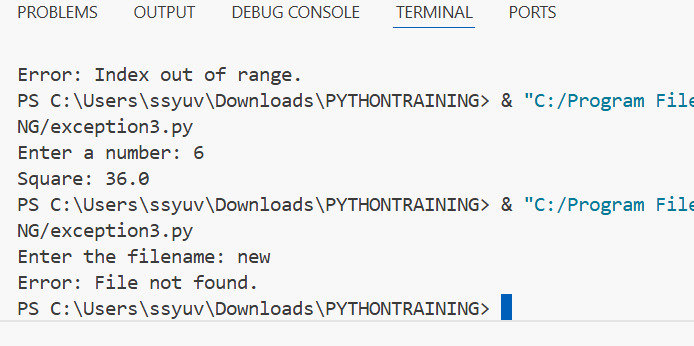 PROBLEMS OUTPUT DEBUG CONSOLE TERMINAL PORTS
Error: Index out of range.
PS C:\Users\ssyuv\Downloads\PYTHONTRAINING> & "C:/Program File
NG/exception3.py
Enter a number: 6
Square: 36.0
PS C:\Users\ssyuv\Downloads\PYTHONTRAINING> & "C:/Program File
NG/exception3.py
Enter the filename: new
Error: File not found.
PS C:\Users\ssyuv\Downloads\PYTHONTRAINING>